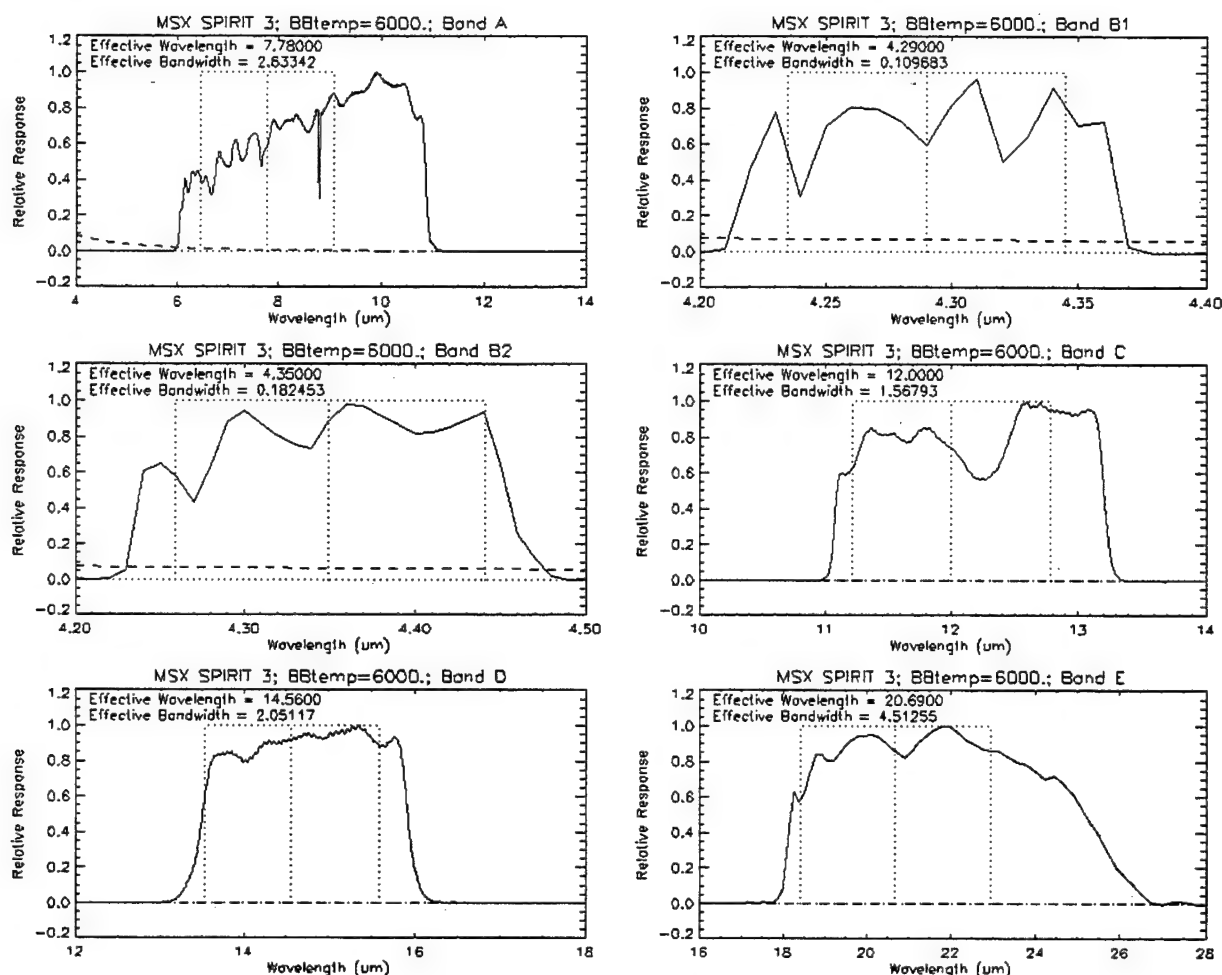 MSX SPIRIT 3; BBtemp=6000.; Band A
Effective Wavelength = 7.78000
Effective Bandwidth = 2.63342
Relative Response
1.2
1.0
0.8
0.6
0.4
0.2
0.0
-0.2
4 6 8 10 12 14
Wavelength (um)
MSX SPIRIT 3; BBtemp=6000.; Band B1
Effective Wavelength = 4.29000
Effective Bandwidth = 0.109683
Relative Response
1.2
1.0
0.8
0.6
0.4
0.2
0.0
-0.2
4.20 4.25 4.30 4.35 4.40
Wavelength (um)
MSX SPIRIT 3; BBtemp=6000.; Band B2
Effective Wavelength = 4.35000
Effective Bandwidth = 0.182453
Relative Response
1.2
1.0
0.8
0.6
0.4
0.2
0.0
-0.2
4.20 4.30 4.40 4.50
Wavelength (um)
MSX SPIRIT 3; BBtemp=6000.; Band C
Effective Wavelength = 12.0000
Effective Bandwidth = 1.56793
Relative Response
1.2
1.0
0.8
0.6
0.4
0.2
0.0
-0.2
10 11 12 13 14
Wavelength (um)
MSX SPIRIT 3; BBtemp=6000.; Band D
Effective Wavelength = 14.5600
Effective Bandwidth = 2.05117
Relative Response
1.2
1.0
0.8
0.6
0.4
0.2
0.0
-0.2
12 14 16 18
Wavelength (um)
MSX SPIRIT 3; BBtemp=6000.; Band E
Effective Wavelength = 20.6900
Effective Bandwidth = 4.51255
Relative Response
1.2
1.0
0.8
0.6
0.4
0.2
0.0
-0.2
16 18 20 22 24 26 28
Wavelength (um)